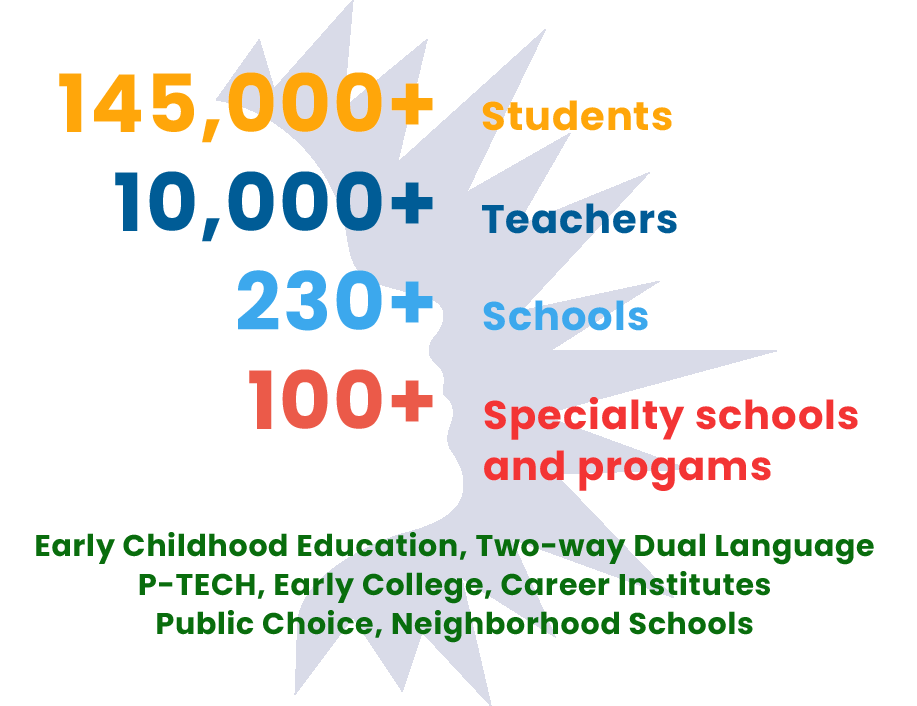 145,000+ Students
10,000+ Teachers
230+ Schools
100+ Specialty schools
and progams
Early Childhood Education, Two-way Dual Language
P-TECH, Early College, Career Institutes
Public Choice, Neighborhood Schools